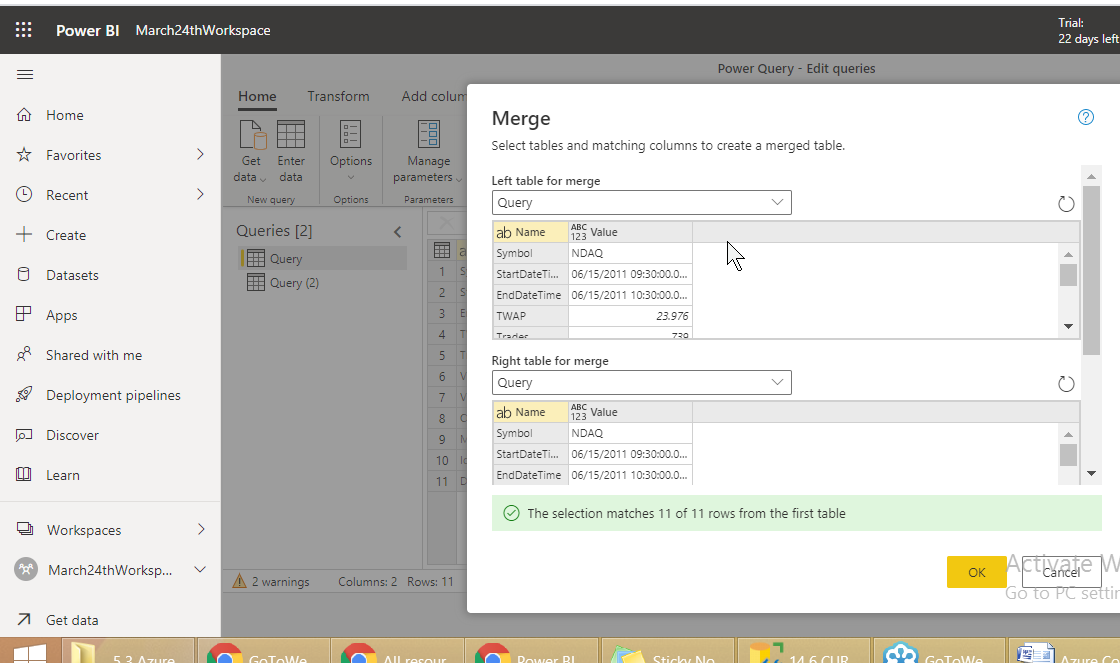 Power BI March24thWorkspace
Trial:
22 days left
Power Query - Edit queries
Home
Favorites
Recent
Create
Datasets
Apps
Shared with me
Deployment pipelines
Discover
Learn
Workspaces
March24thWorksp...
Get data
Home Transform Add colum
Get data
Enter data
Options
Manage parameters
New query Options Parameters
Queries [2]
Query
Query (2)
1
2
3
4
5
6
7
8
9
10
11
2 warnings Columns: 2 Rows: 11
Merge
Select tables and matching columns to create a merged table.
Left table for merge
Query
ab Name ABC 123 Value
Symbol NDAQ
StartDateTi... 06/15/2011 09:30:00.0...
EndDateTime 06/15/2011 10:30:00.0...
TWAP 23.976
Trades 739
Right table for merge
Query
ab Name ABC 123 Value
Symbol NDAQ
StartDateTi... 06/15/2011 09:30:00.0...
EndDateTime 06/15/2011 10:30:00.0...
The selection matches 11 of 11 rows from the first table
OK Cancel
Activate W
Go to PC settin
5.3 Azure GoToWe All resour Power BI Sticky No 14.6 CUR GoToWe Azure C